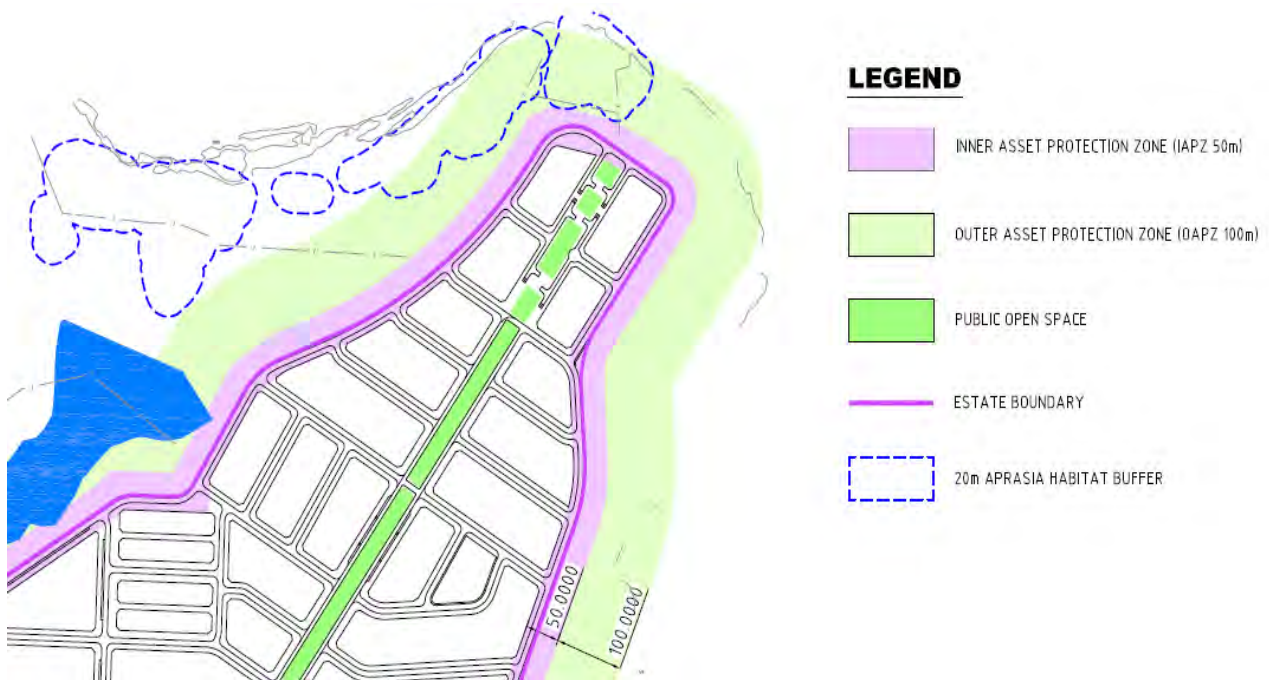 LEGEND
INNER ASSET PROTECTION ZONE (IAPZ 50m)
OUTER ASSET PROTECTION ZONE (OAPZ 100m)
PUBLIC OPEN SPACE
ESTATE BOUNDARY
20m APRASIA HABITAT BUFFER
50.0000
100.0000